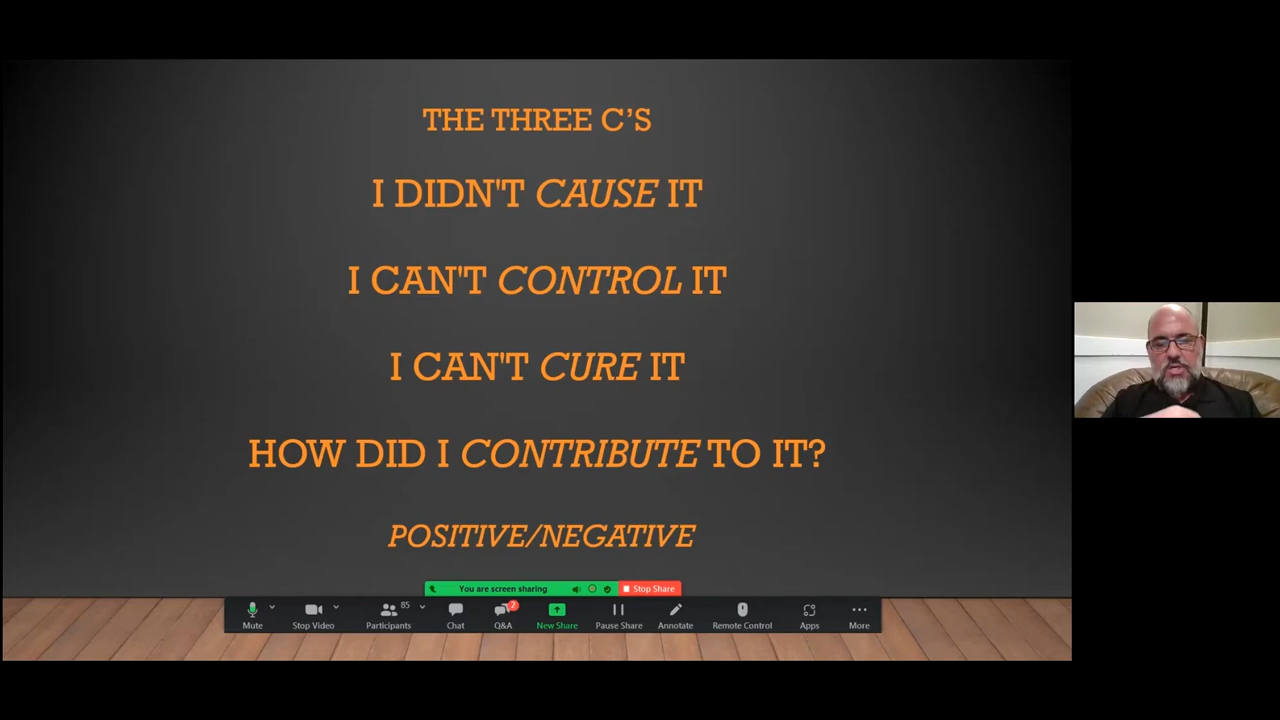 THE THREE C'S
I DIDN'T CAUSE IT
I CAN'T CONTROL IT
I CAN'T CURE IT
HOW DID I CONTRIBUTE TO IT?
POSITIVE/NEGATIVE
You are screen sharing Stop Share
85 2
Mute Stop Video Participants Chat Q&A New Share Pause Share Annotate Remote Control Apps More